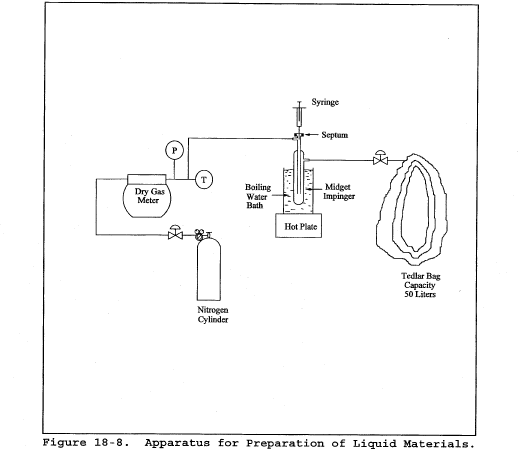 Syringe
Septum
P
T
Dry Gas
Meter
Boiling
Water
Bath
Midget
Impinger
Hot Plate
Tedlar Bag
Capacity
50 Liters
Nitrogen
Cylinder
Figure 18-8. Apparatus for Preparation of Liquid Materials.